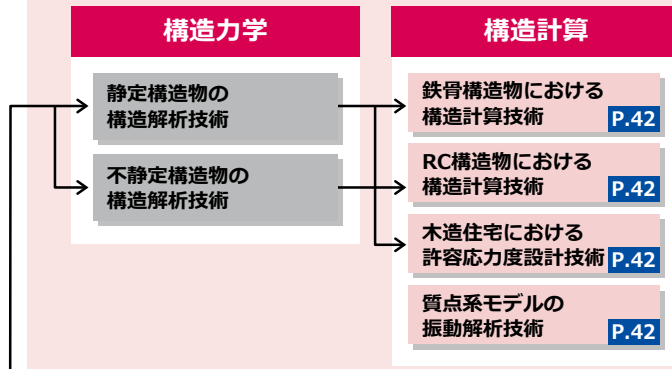 構造力学
静定構造物の
構造解析技術
不静定構造物の
構造解析技術
構造計算
鉄骨構造物における
構造計算技術 P.42
RC構造物における
構造計算技術 P.42
木造住宅における
許容応力度設計技術 P.42
質点系モデルの
振動解析技術 P.42